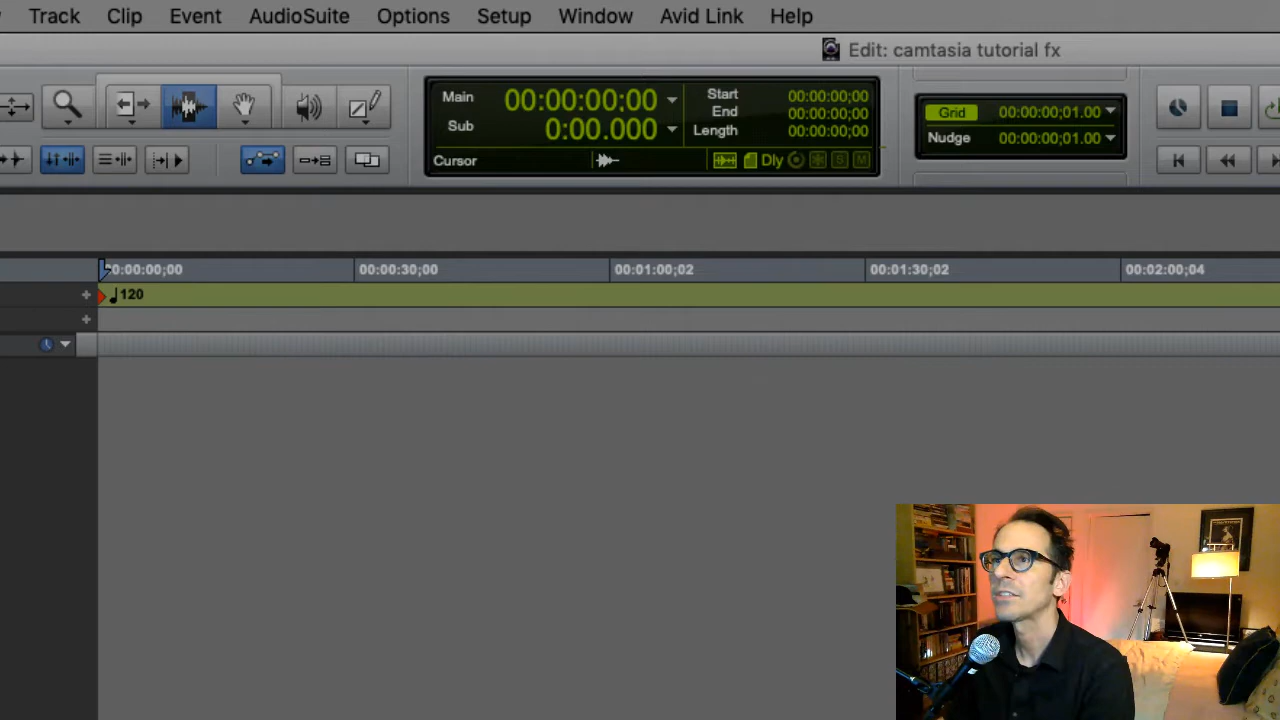 Track Clip Event AudioSuite Options Setup Window Avid Link Help
Edit: camtasia tutorial fx
Main 00:00:00;00
Sub 0:00.000
Cursor
Start 00:00:00;00
End 00:00:00;00
Length 00:00:00;00
Dly S M
Grid 00:00:00;01.00
Nudge 00:00:00;01.00
0:00:00;00 00:00:30;00 00:01:00;02 00:01:30;02 00:02:00;04
120